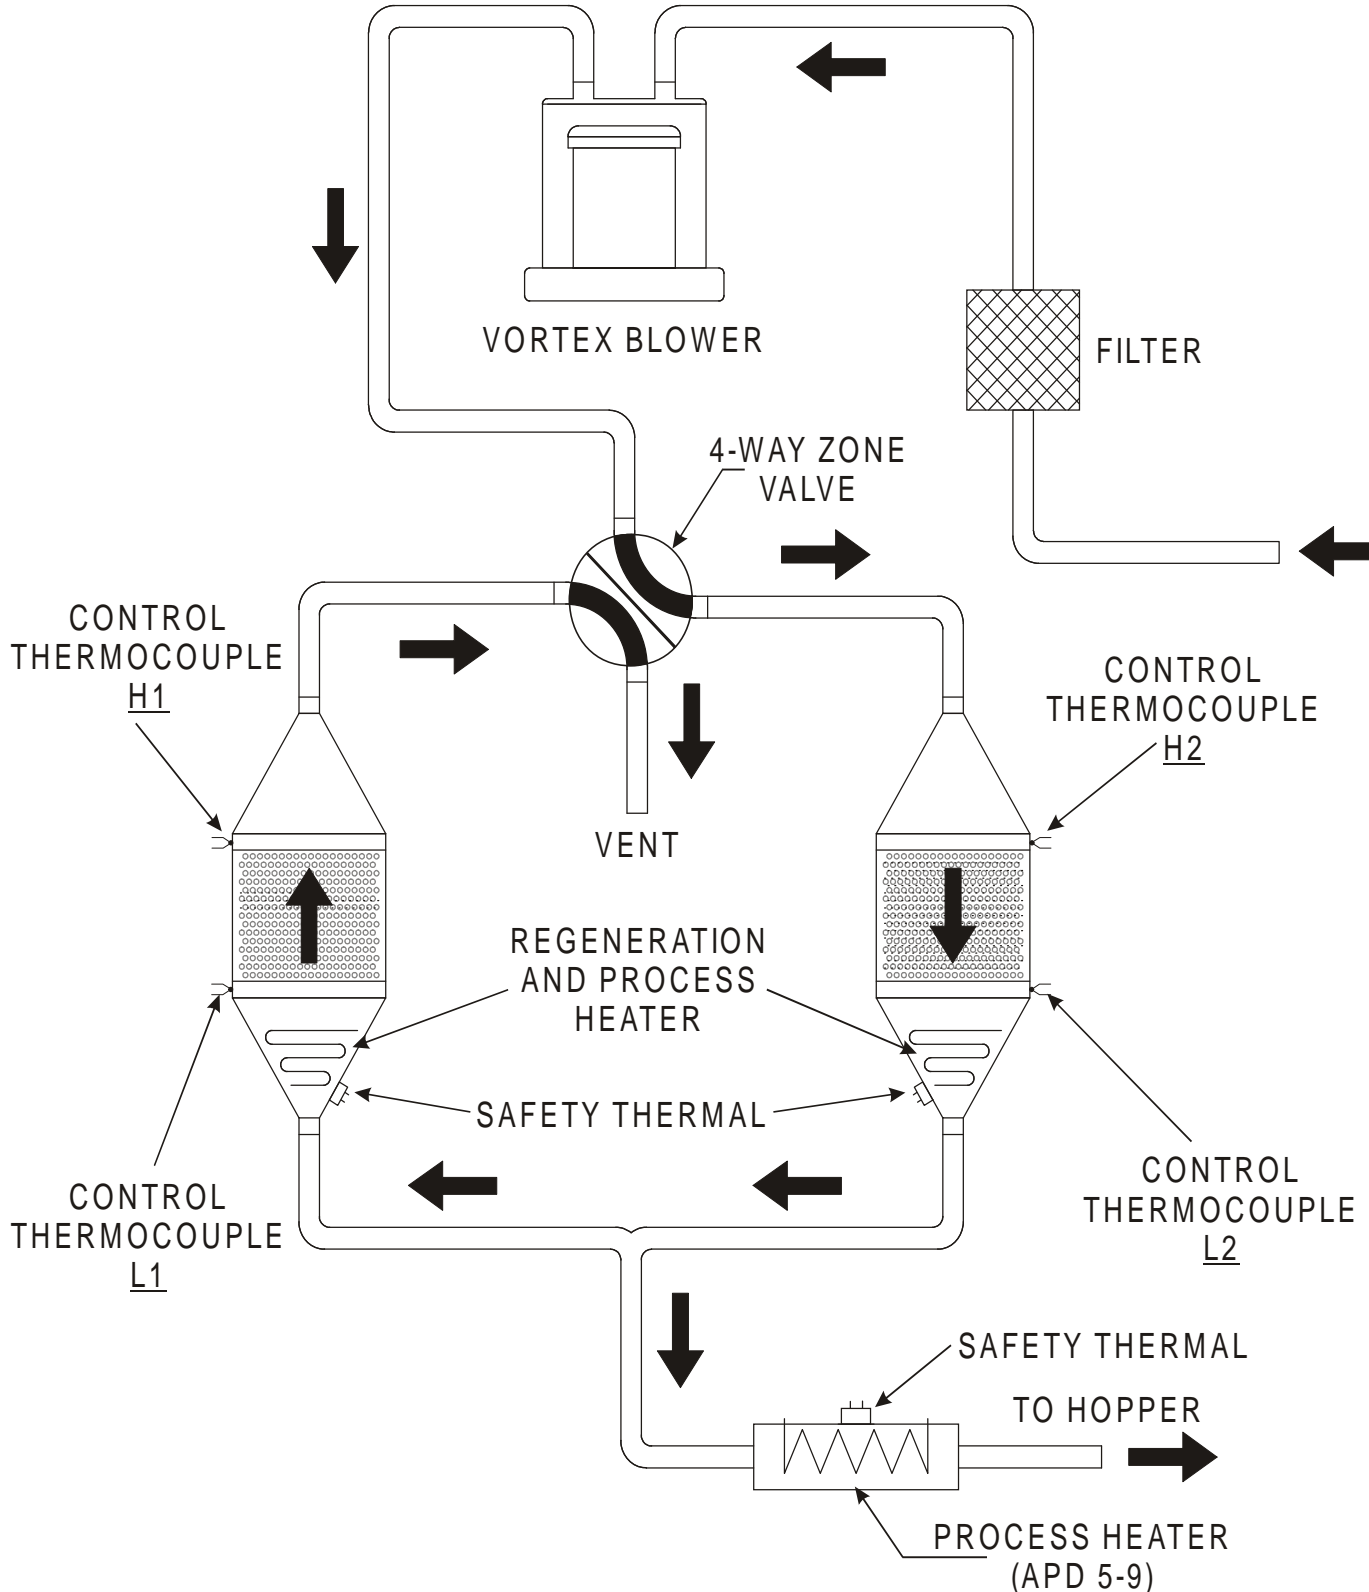 VORTEX BLOWER
FILTER
4-WAY ZONE
VALVE
CONTROL
THERMOCOUPLE
H1
CONTROL
THERMOCOUPLE
H2
VENT
REGENERATION
AND PROCESS
HEATER
SAFETY THERMAL
CONTROL
THERMOCOUPLE
L1
CONTROL
THERMOCOUPLE
L2
SAFETY THERMAL
TO HOPPER
PROCESS HEATER
(APD 5-9)